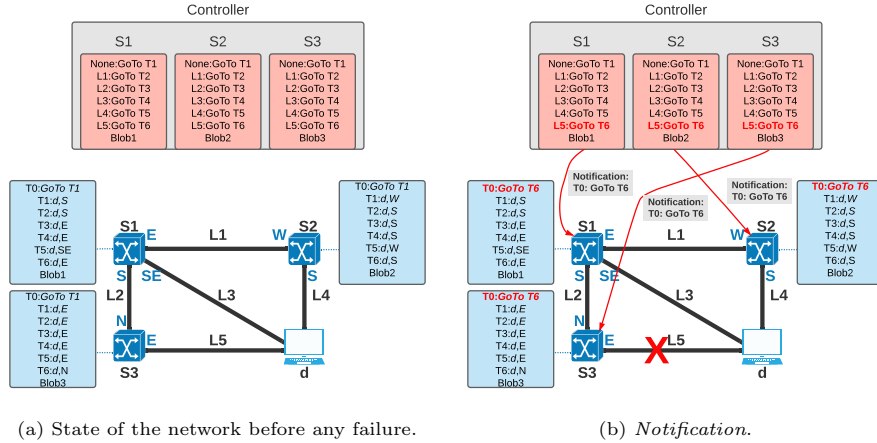 Controller
S1 S2 S3
None:GoTo T1
L1:GoTo T2
L2:GoTo T3
L3:GoTo T4
L4:GoTo T5
L5:GoTo T6
Blob1
None:GoTo T1
L1:GoTo T2
L2:GoTo T3
L3:GoTo T4
L4:GoTo T5
L5:GoTo T6
Blob2
None:GoTo T1
L1:GoTo T2
L2:GoTo T3
L3:GoTo T4
L4:GoTo T5
L5:GoTo T6
Blob3
T0:GoTo T1
T1:d,S
T2:d,S
T3:d,E
T4:d,E
T5:d,SE
T6:d,E
Blob1
T0:GoTo T1
T1:d,W
T2:d,S
T3:d,S
T4:d,S
T5:d,W
T6:d,S
Blob2
S1
E
L1
W
S2
S
SE
S
L2
L3
L4
T0:GoTo T1
T1:d,E
T2:d,E
T3:d,E
T4:d,E
T5:d,E
T6:d,N
Blob3
N
E
L5
S3
d
(a) State of the network before any failure.
Controller
S1 S2 S3
None:GoTo T1
L1:GoTo T2
L2:GoTo T3
L3:GoTo T4
L4:GoTo T5
L5:GoTo T6
Blob1
None:GoTo T1
L1:GoTo T2
L2:GoTo T3
L3:GoTo T4
L4:GoTo T5
L5:GoTo T6
Blob2
None:GoTo T1
L1:GoTo T2
L2:GoTo T3
L3:GoTo T4
L4:GoTo T5
L5:GoTo T6
Blob3
Notification:
T0: GoTo T6
Notification:
T0: GoTo T6
Notification:
T0: GoTo T6
T0:GoTo T6
T1:d,S
T2:d,S
T3:d,E
T4:d,E
T5:d,SE
T6:d,E
Blob1
T0:GoTo T6
T1:d,W
T2:d,S
T3:d,S
T4:d,S
T5:d,W
T6:d,S
Blob2
S1
E
L1
W
S2
S
SE
S
L2
L3
L4
T0:GoTo T6
T1:d,E
T2:d,E
T3:d,E
T4:d,E
T5:d,E
T6:d,N
Blob3
N
E
L5
S3
d
(b) Notification.